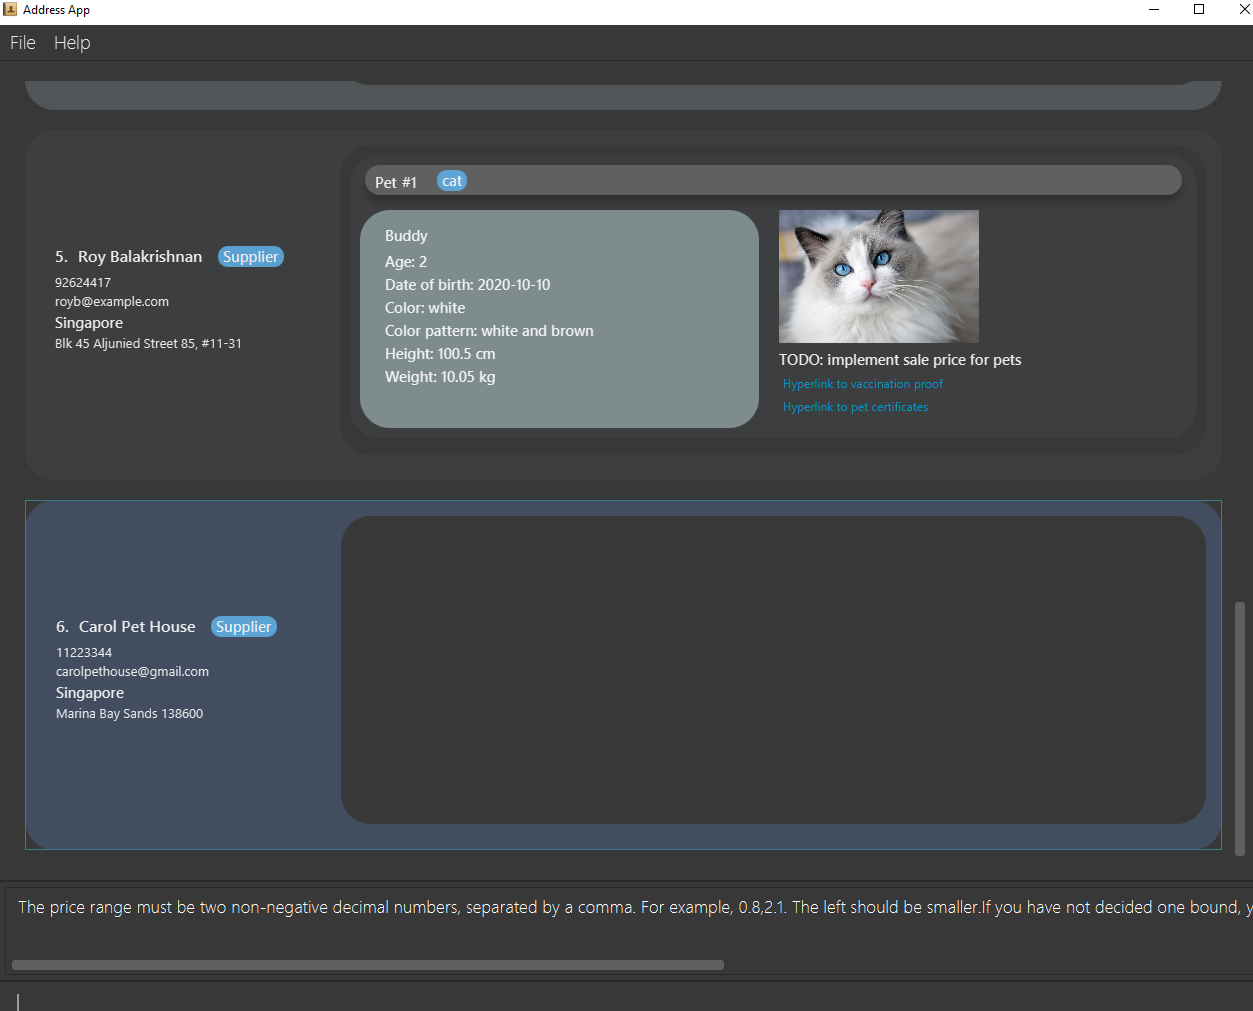 Address App
File Help
Pet #1 cat
5. Roy Balakrishnan Supplier
92624417
royb@example.com
Singapore
Blk 45 Aljunied Street 85, #11-31
Buddy
Age: 2
Date of birth: 2020-10-10
Color: white
Color pattern: white and brown
Height: 100.5 cm
Weight: 10.05 kg
TODO: implement sale price for pets
Hyperlink to vaccination proof
Hyperlink to pet certificates
6. Carol Pet House Supplier
11223344
carolpethouse@gmail.com
Singapore
Marina Bay Sands 138600
The price range must be two non-negative decimal numbers, separated by a comma. For example, 0.8,2.1. The left should be smaller.If you have not decided one bound,